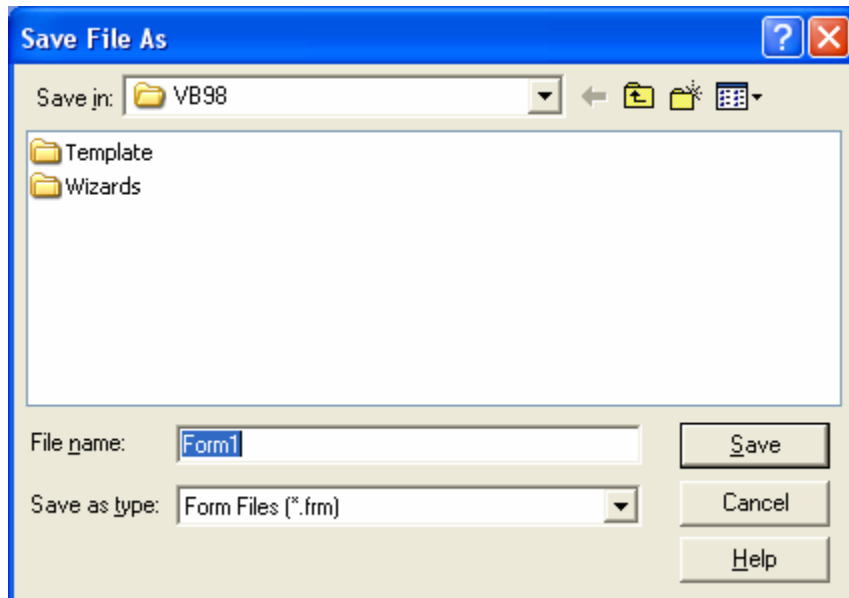 Save File As
Save in: VB98
Template
Wizards
File name: Form1 Save
Save as type: Form Files (*.frm) Cancel
Help